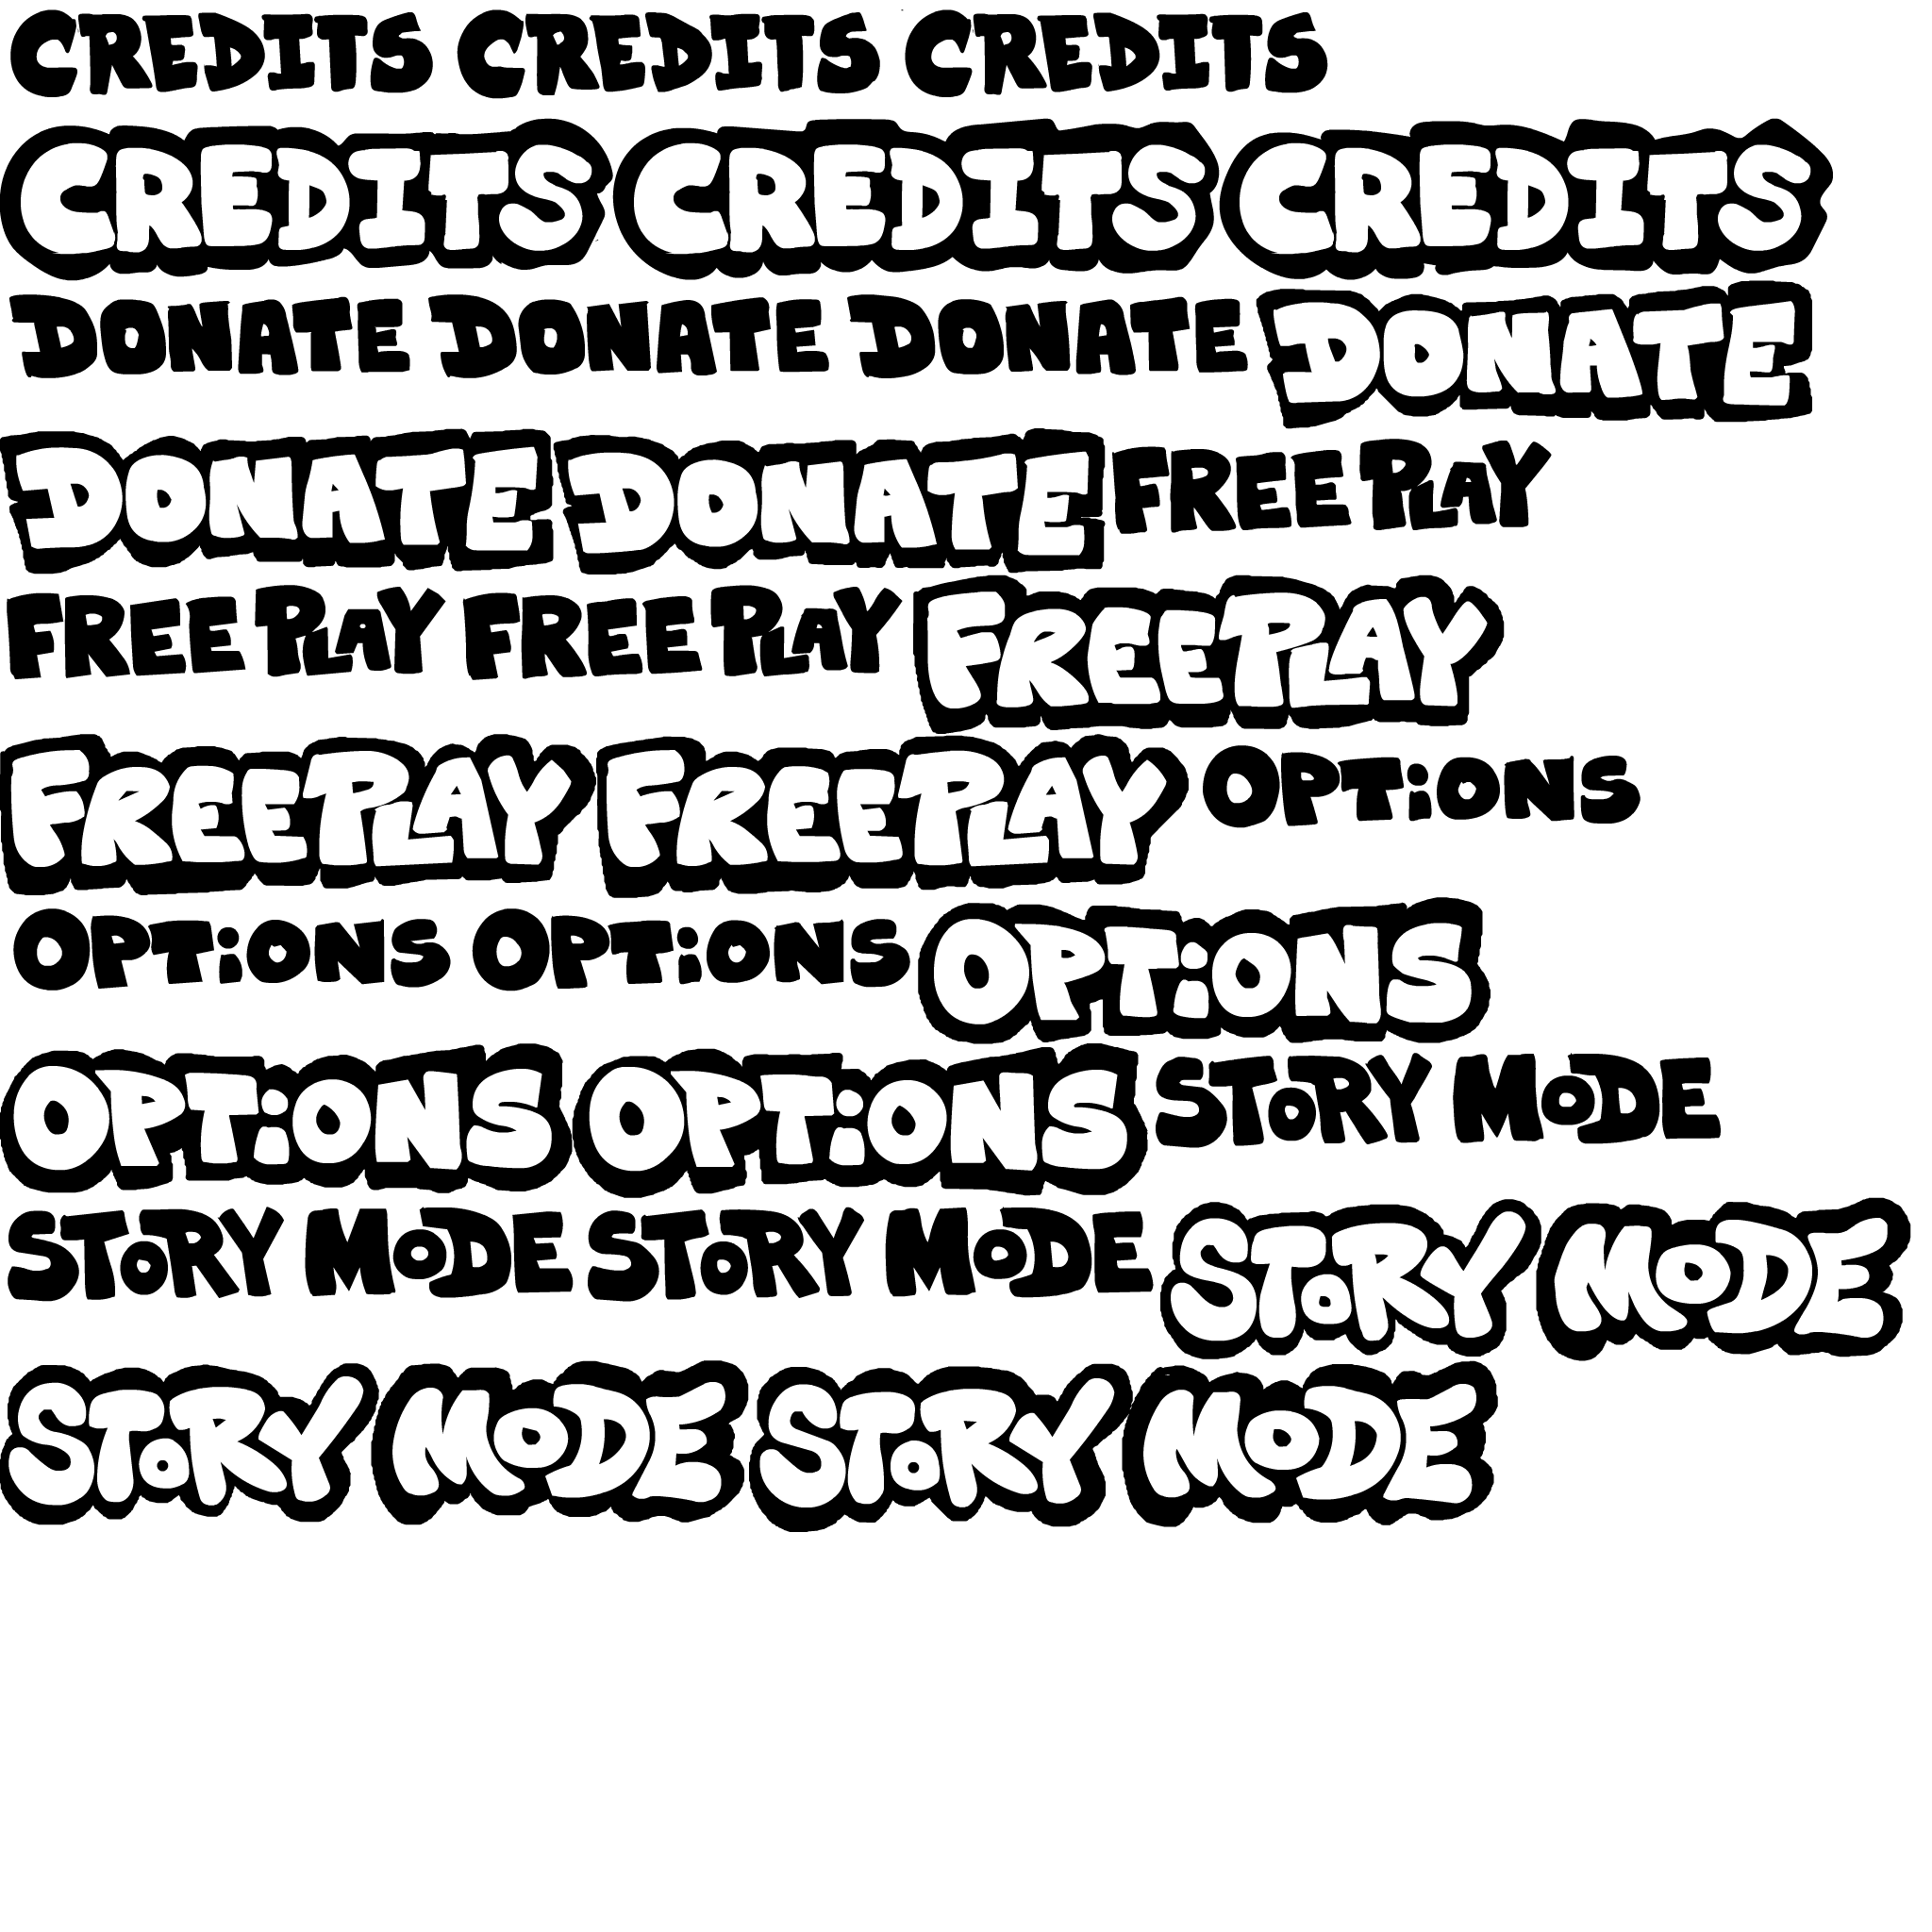 CREDITS CREDITS CREDITS
CREDITS CREDITS CREDITS
DONATE DONATE DONATE DONATE
DONATE DONATE FREE PLAY
FREE PLAY FREE PLAY FREEPLAY
FREEPLAY FREEPLAY OPTIONS
OPTIONS OPTIONS OPTIONS
OPTIONS OPTIONS STORY MODE
STORY MODE STORY MODE STORY MODE
STORY MODE STORY MODE